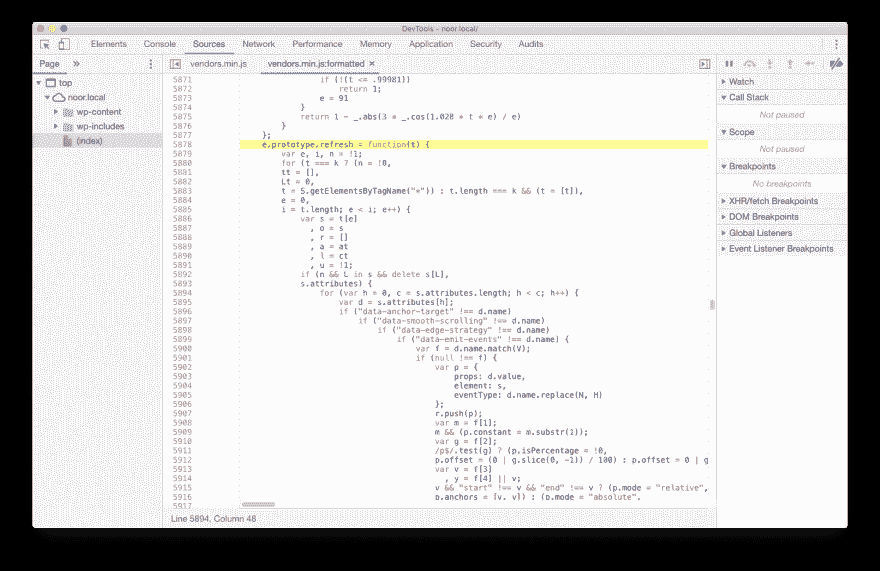 DevTools - noor.local/
Elements Console Sources Network Performance Memory Application Security Audits
Page »
vendors.min.js vendors.min.js:formatted ×
top
noor.local
wp-content
wp-includes
(index)
5871 if (!(t <= .99981))
5872 return 1;
5873 e = 91
5874 }
5875 return 1 - _.abs(3 * _.cos(1.028 * t * e) / e)
5876 }
5877 };
5878 e.prototype.refresh = function(t) {
5879 var e, i, n = !1;
5880 for (t === k ? (n = !0,
5881 tt = [],
5882 Lt = 0,
5883 t = S.getElementsByTagName("*")) : t.length === k && (t = [t]),
5884 e = 0,
5885 i = t.length; e < i; e++) {
5886 var s = t[e]
5887 , o = s
5888 , r = []
5889 , a = at
5890 , l = ct
5891 , u = !1;
5892 if (n && L in s && delete s[L],
5893 s.attributes) {
5894 for (var h = 0, c = s.attributes.length; h < c; h++) {
5895 var d = s.attributes[h];
5896 if ("data-anchor-target" !== d.name)
5897 if ("data-smooth-scrolling" !== d.name)
5898 if ("data-edge-strategy" !== d.name)
5899 if ("data-emit-events" !== d.name) {
5900 var f = d.name.match(V);
5901 if (null !== f) {
5902 var p = {
5903 props: d.value,
5904 element: s,
5905 eventType: d.name.replace(N, H)
5906 };
5907 r.push(p);
5908 var m = f[1];
5909 m && (p.constant = m.substr(1));
5910 var g = f[2];
5911 /p$/.test(g) ? (p.isPercentage = !0,
5912 p.offset = (0 | g.slice(0, -1)) / 100) : p.offset = 0 | g
5913 var v = f[3]
5914 , y = f[4] || v;
5915 v && "start" !== v && "end" !== v ? (p.mode = "relative",
5916 p.anchors = [v, y]) : (p.mode = "absolute",
5917
Line 5894, Column 48
Watch
Call Stack
Not paused
Scope
Not paused
Breakpoints
No breakpoints
XHR/fetch Breakpoints
DOM Breakpoints
Global Listeners
Event Listener Breakpoints